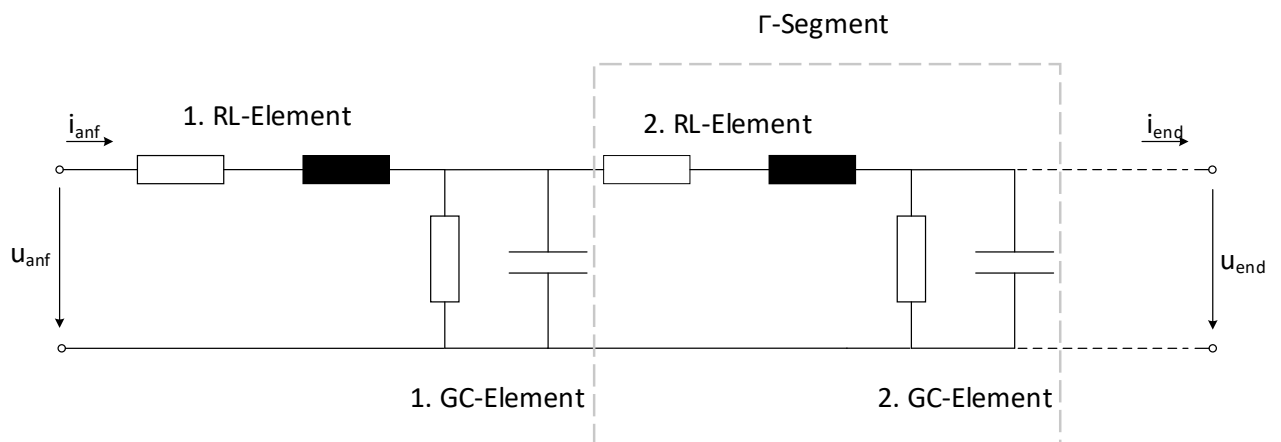 Γ-Segment
i_anf
1. RL-Element
2. RL-Element
i_end
u_anf
u_end
1. GC-Element
2. GC-Element